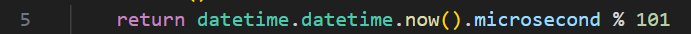 5 return datetime.datetime.now().microsecond % 101